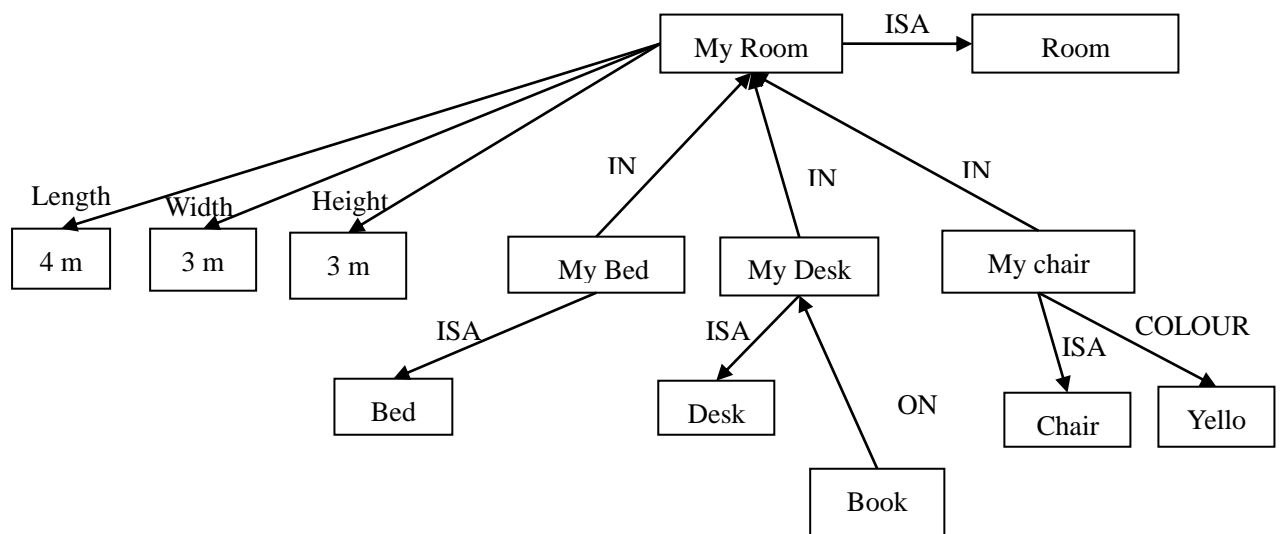 ISA
My Room
Room
IN
IN
IN
Length
Width
Height
4 m
3 m
3 m
My Bed
My Desk
My chair
ISA
ISA
COLOUR
ISA
Bed
Desk
ON
Chair
Yello
Book